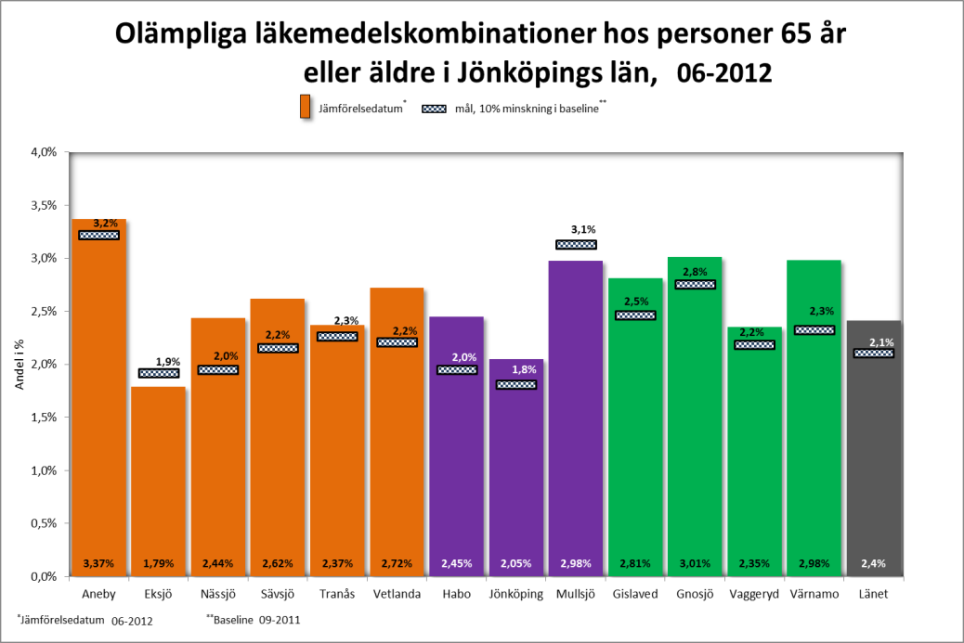 Olämpliga läkemedelskombinationer hos personer 65 år
eller äldre i Jönköpings län, 06-2012
Jämförelsedatum* mål, 10% minskning i baseline**
Andel i %
4,0%
3,5%
3,0%
2,5%
2,0%
1,5%
1,0%
0,5%
0,0%
3,2% 1,9% 2,0% 2,2% 2,3% 2,2% 2,0% 1,8% 3,1% 2,5% 2,8% 2,2% 2,3% 2,1%
3,37% 1,79% 2,44% 2,62% 2,37% 2,72% 2,45% 2,05% 2,98% 2,81% 3,01% 2,35% 2,98% 2,4%
Aneby Eksjö Nässjö Sävsjö Tranås Vetlanda Habo Jönköping Mullsjö Gislaved Gnosjö Vaggeryd Värnamo Länet
*Jämförelsedatum 06-2012 **Baseline 09-2011